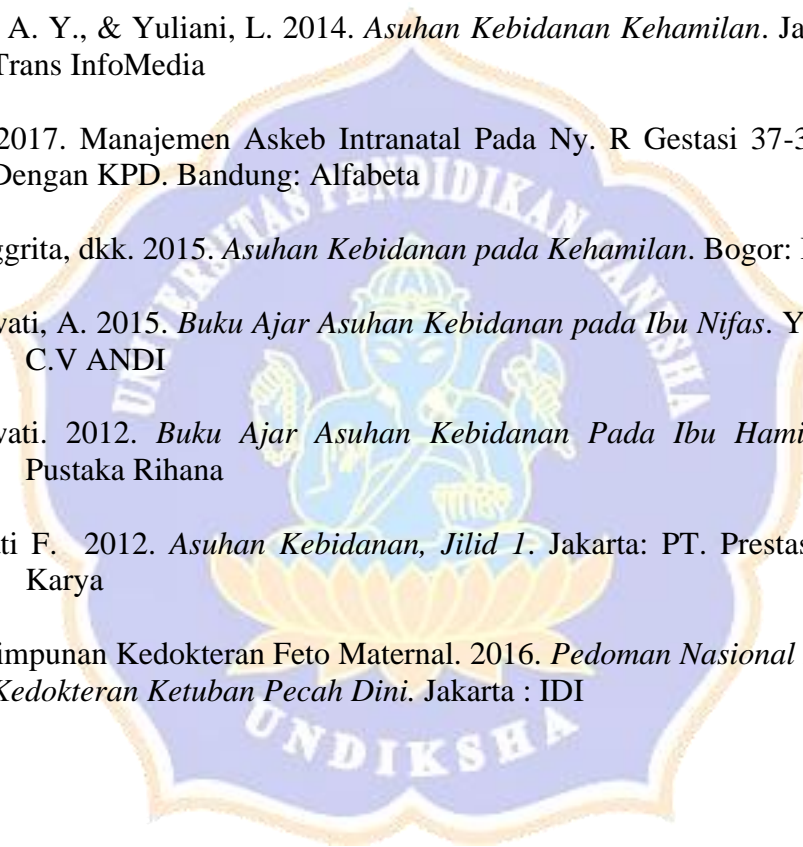 A. Y., & Yuliani, L. 2014. Asuhan Kebidanan Kehamilan. Ja
Trans InfoMedia
2017. Manajemen Askeb Intranatal Pada Ny. R Gestasi 37-3
Dengan KPD. Bandung: Alfabeta
ggrita, dkk. 2015. Asuhan Kebidanan pada Kehamilan. Bogor:
vati, A. 2015. Buku Ajar Asuhan Kebidanan pada Ibu Nifas. Y
C.V ANDI
vati. 2012. Buku Ajar Asuhan Kebidanan Pada Ibu Hami
Pustaka Rihana
ti F. 2012. Asuhan Kebidanan, Jilid 1. Jakarta: PT. Prestas
Karya
impunan Kedokteran Feto Maternal. 2016. Pedoman Nasional
Kedokteran Ketuban Pecah Dini. Jakarta : IDI
UNIVERSITAS PENDIDIKAN GANESHA
UNDIKSHA